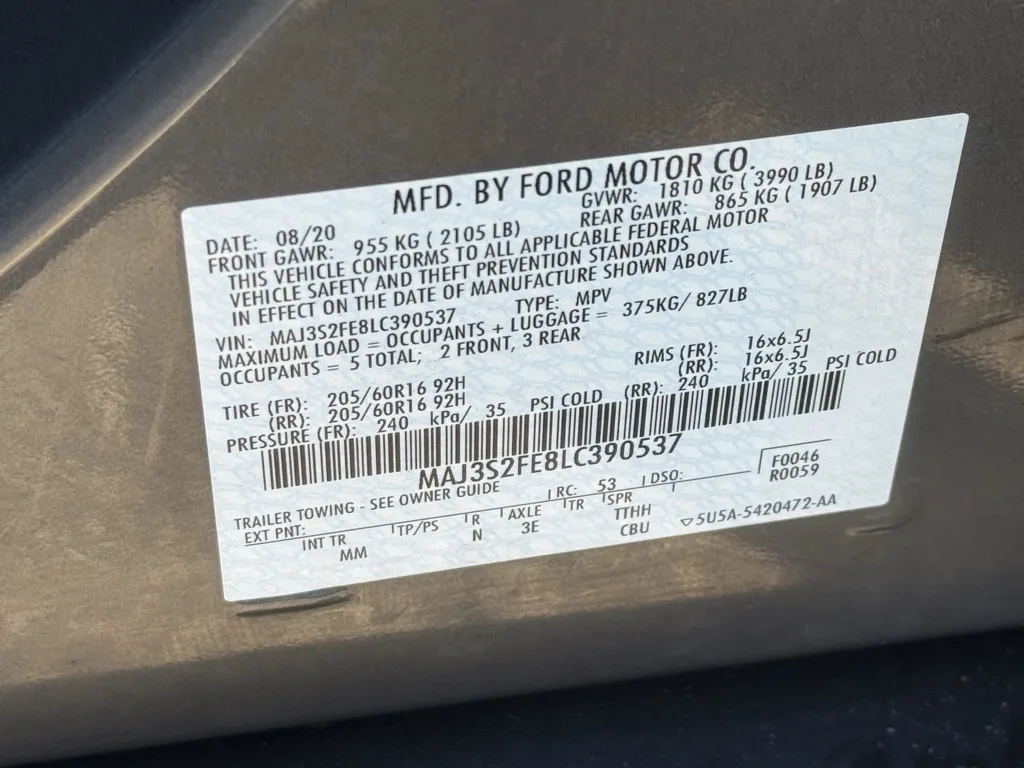 MFD. BY FORD MOTOR CO.
DATE: 08/20 GVWR: 1810 KG ( 3990 LB)
FRONT GAWR: 955 KG ( 2105 LB) REAR GAWR: 865 KG ( 1907 LB)
THIS VEHICLE CONFORMS TO ALL APPLICABLE FEDERAL MOTOR
VEHICLE SAFETY AND THEFT PREVENTION STANDARDS
IN EFFECT ON THE DATE OF MANUFACTURE SHOWN ABOVE.
VIN: MAJ3S2FE8LC390537 TYPE: MPV
MAXIMUM LOAD = OCCUPANTS + LUGGAGE = 375KG/ 827LB
OCCUPANTS = 5 TOTAL; 2 FRONT, 3 REAR
TIRE (FR): 205/60R16 92H RIMS (FR): 16x6.5J
(RR): 205/60R16 92H (RR): 16x6.5J
PRESSURE (FR): 240 kPa/ 35 PSI COLD (RR): 240 kPa/ 35 PSI COLD
MAJ3S2FE8LC390537
TRAILER TOWING - SEE OWNER GUIDE
EXT PNT: RC: 53 DSO: F0046
R0059
INT TR TP/PS R AXLE TR SPR
MM N 3E TTHH
CBU
▽5U5A-5420472-AA